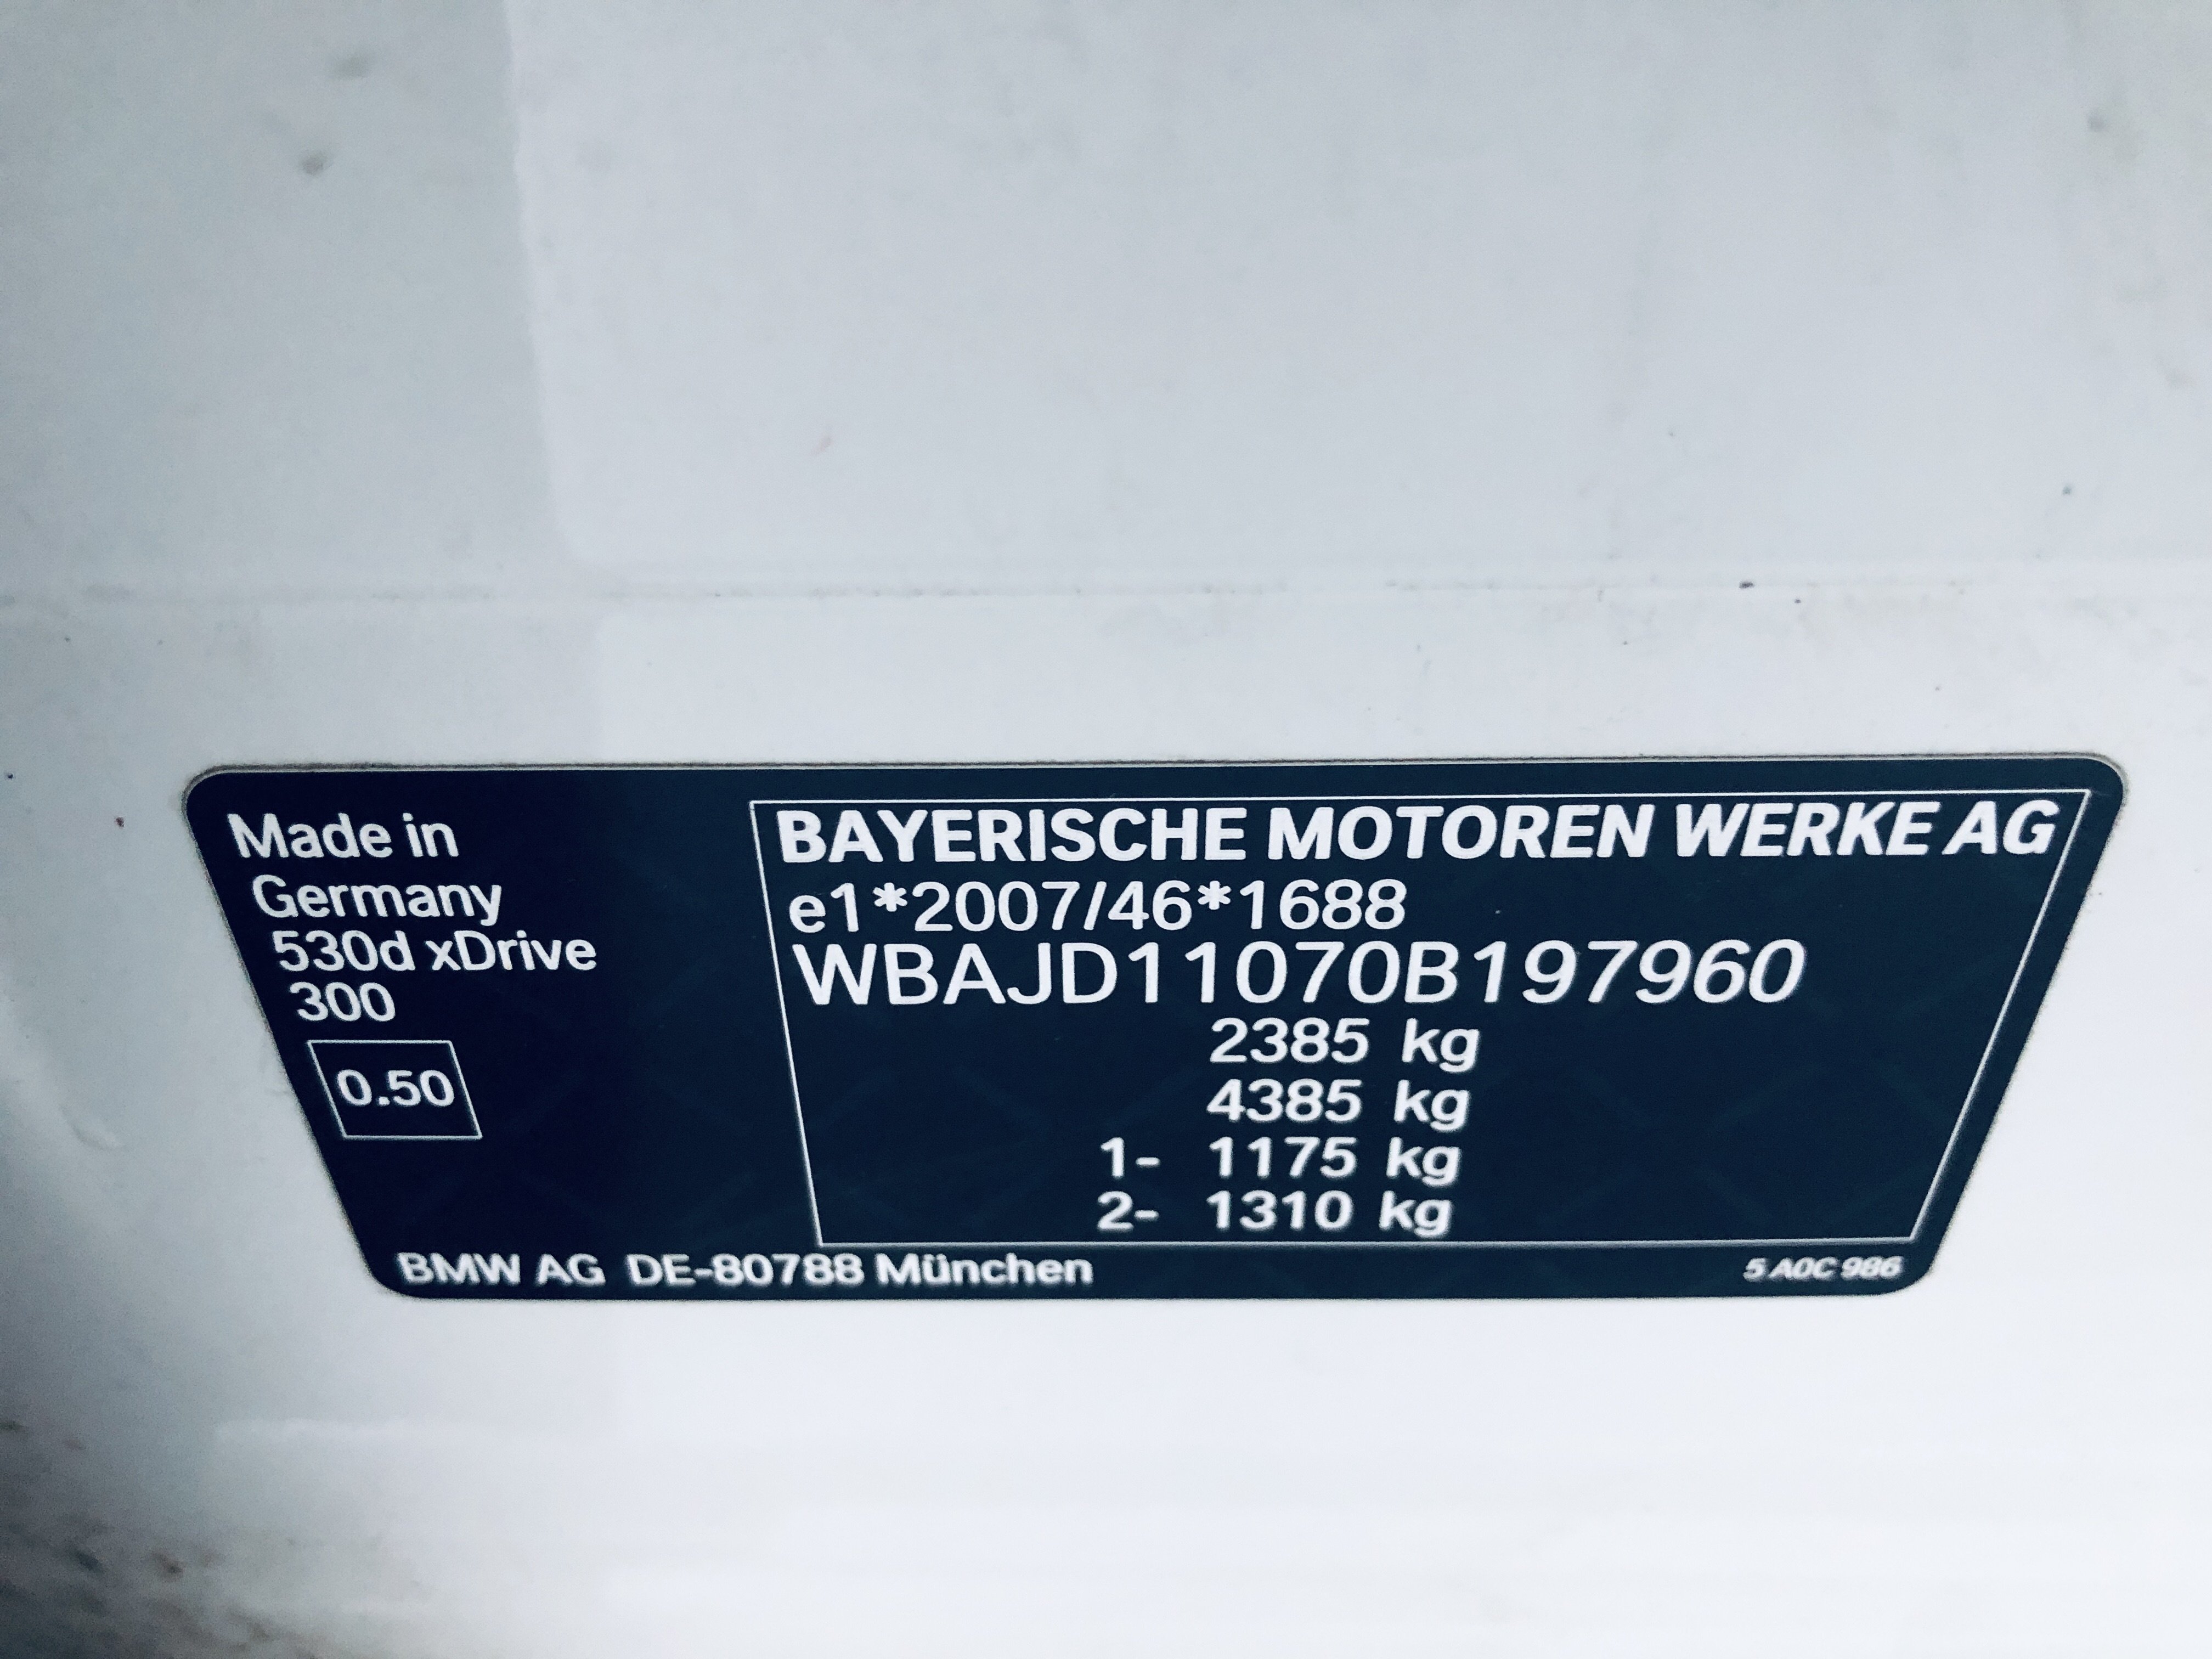 Made in
Germany
530d xDrive
300
0.50
BAYERISCHE MOTOREN WERKE AG
e1*2007/46*1688
WBAJD11070B197960
2385 kg
4385 kg
1- 1175 kg
2- 1310 kg
BMW AG DE-80788 München
5 A0C 986